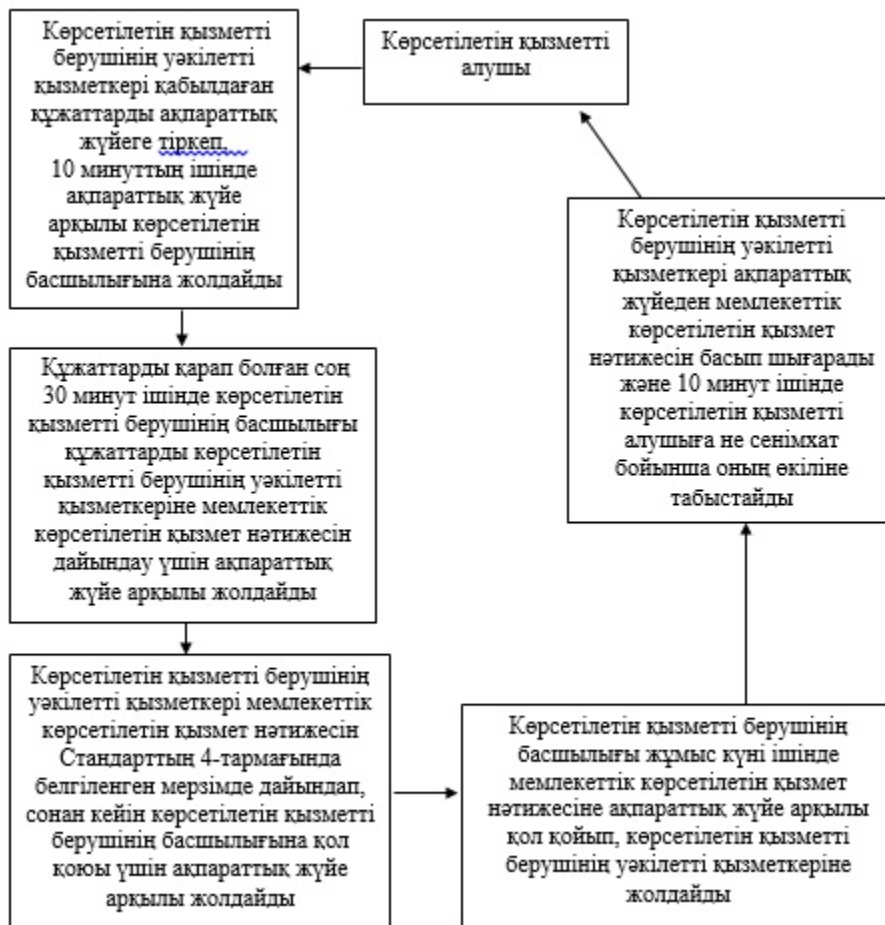 Көрсетілетін қызметті
алушы
Көрсетілетін қызметті
берушінің уәкілетті
қызметкері қабылдаған
құжаттарды ақпараттық
жүйеге тіркеп,
10 минуттың ішінде
ақпараттық жүйе
арқылы көрсетілетін
қызметті берушінің
басшылығына жолдайды
Құжаттарды қарап болған соң
30 минут ішінде көрсетілетін
қызметті берушінің басшылығы
құжаттарды көрсетілетін
қызметті берушінің уәкілетті
қызметкеріне мемлекеттік
көрсетілетін қызмет нәтижесін
дайындау үшін ақпараттық
жүйе арқылы жолдайды
Көрсетілетін қызметті берушінің
уәкілетті қызметкері мемлекеттік
көрсетілетін қызмет нәтижесін
Стандарттың 4-тармағында
белгіленген мерзімде дайындап,
сонан кейін көрсетілетін қызметті
берушінің басшылығына қол
қоюы үшін ақпараттық жүйе
арқылы жолдайды
Көрсетілетін қызметті берушінің
басшылығы жұмыс күні ішінде
мемлекеттік көрсетілетін қызмет
нәтижесіне ақпараттық жүйе арқылы
қол қойып, көрсетілетін қызметті
берушінің уәкілетті қызметкеріне
жолдайды
Көрсетілетін қызметті
берушінің уәкілетті
қызметкері ақпараттық
жүйеден мемлекеттік
көрсетілетін қызмет
нәтижесін басып шығарады
және 10 минут ішінде
көрсетілетін қызметті
алушыға не сенімхат
бойынша оның өкіліне
табыстайды